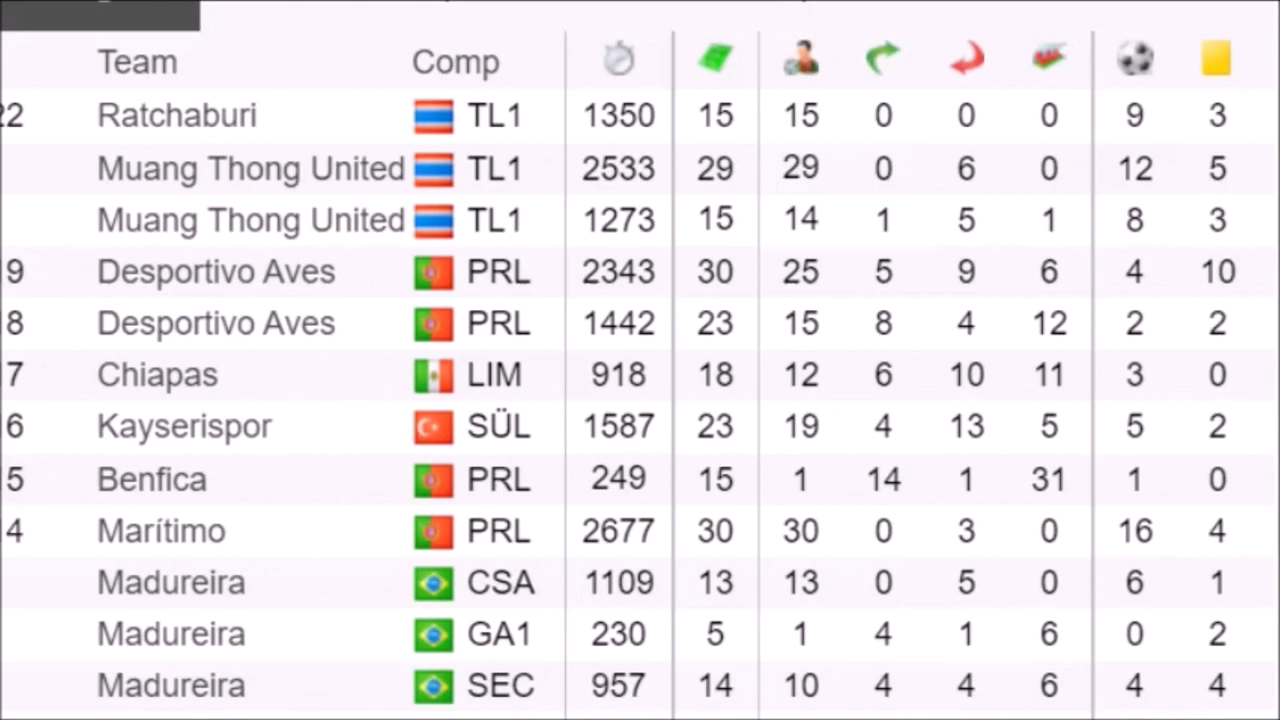 Team Comp
22 Ratchaburi TL1 1350 15 15 0 0 0 9 3
Muang Thong United TL1 2533 29 29 0 6 0 12 5
Muang Thong United TL1 1273 15 14 1 5 1 8 3
9 Desportivo Aves PRL 2343 30 25 5 9 6 4 10
8 Desportivo Aves PRL 1442 23 15 8 4 12 2 2
7 Chiapas LIM 918 18 12 6 10 11 3 0
6 Kayserispor SÜL 1587 23 19 4 13 5 5 2
5 Benfica PRL 249 15 1 14 1 31 1 0
4 Marítimo PRL 2677 30 30 0 3 0 16 4
Madureira CSA 1109 13 13 0 5 0 6 1
Madureira GA1 230 5 1 4 1 6 0 2
Madureira SEC 957 14 10 4 4 6 4 4